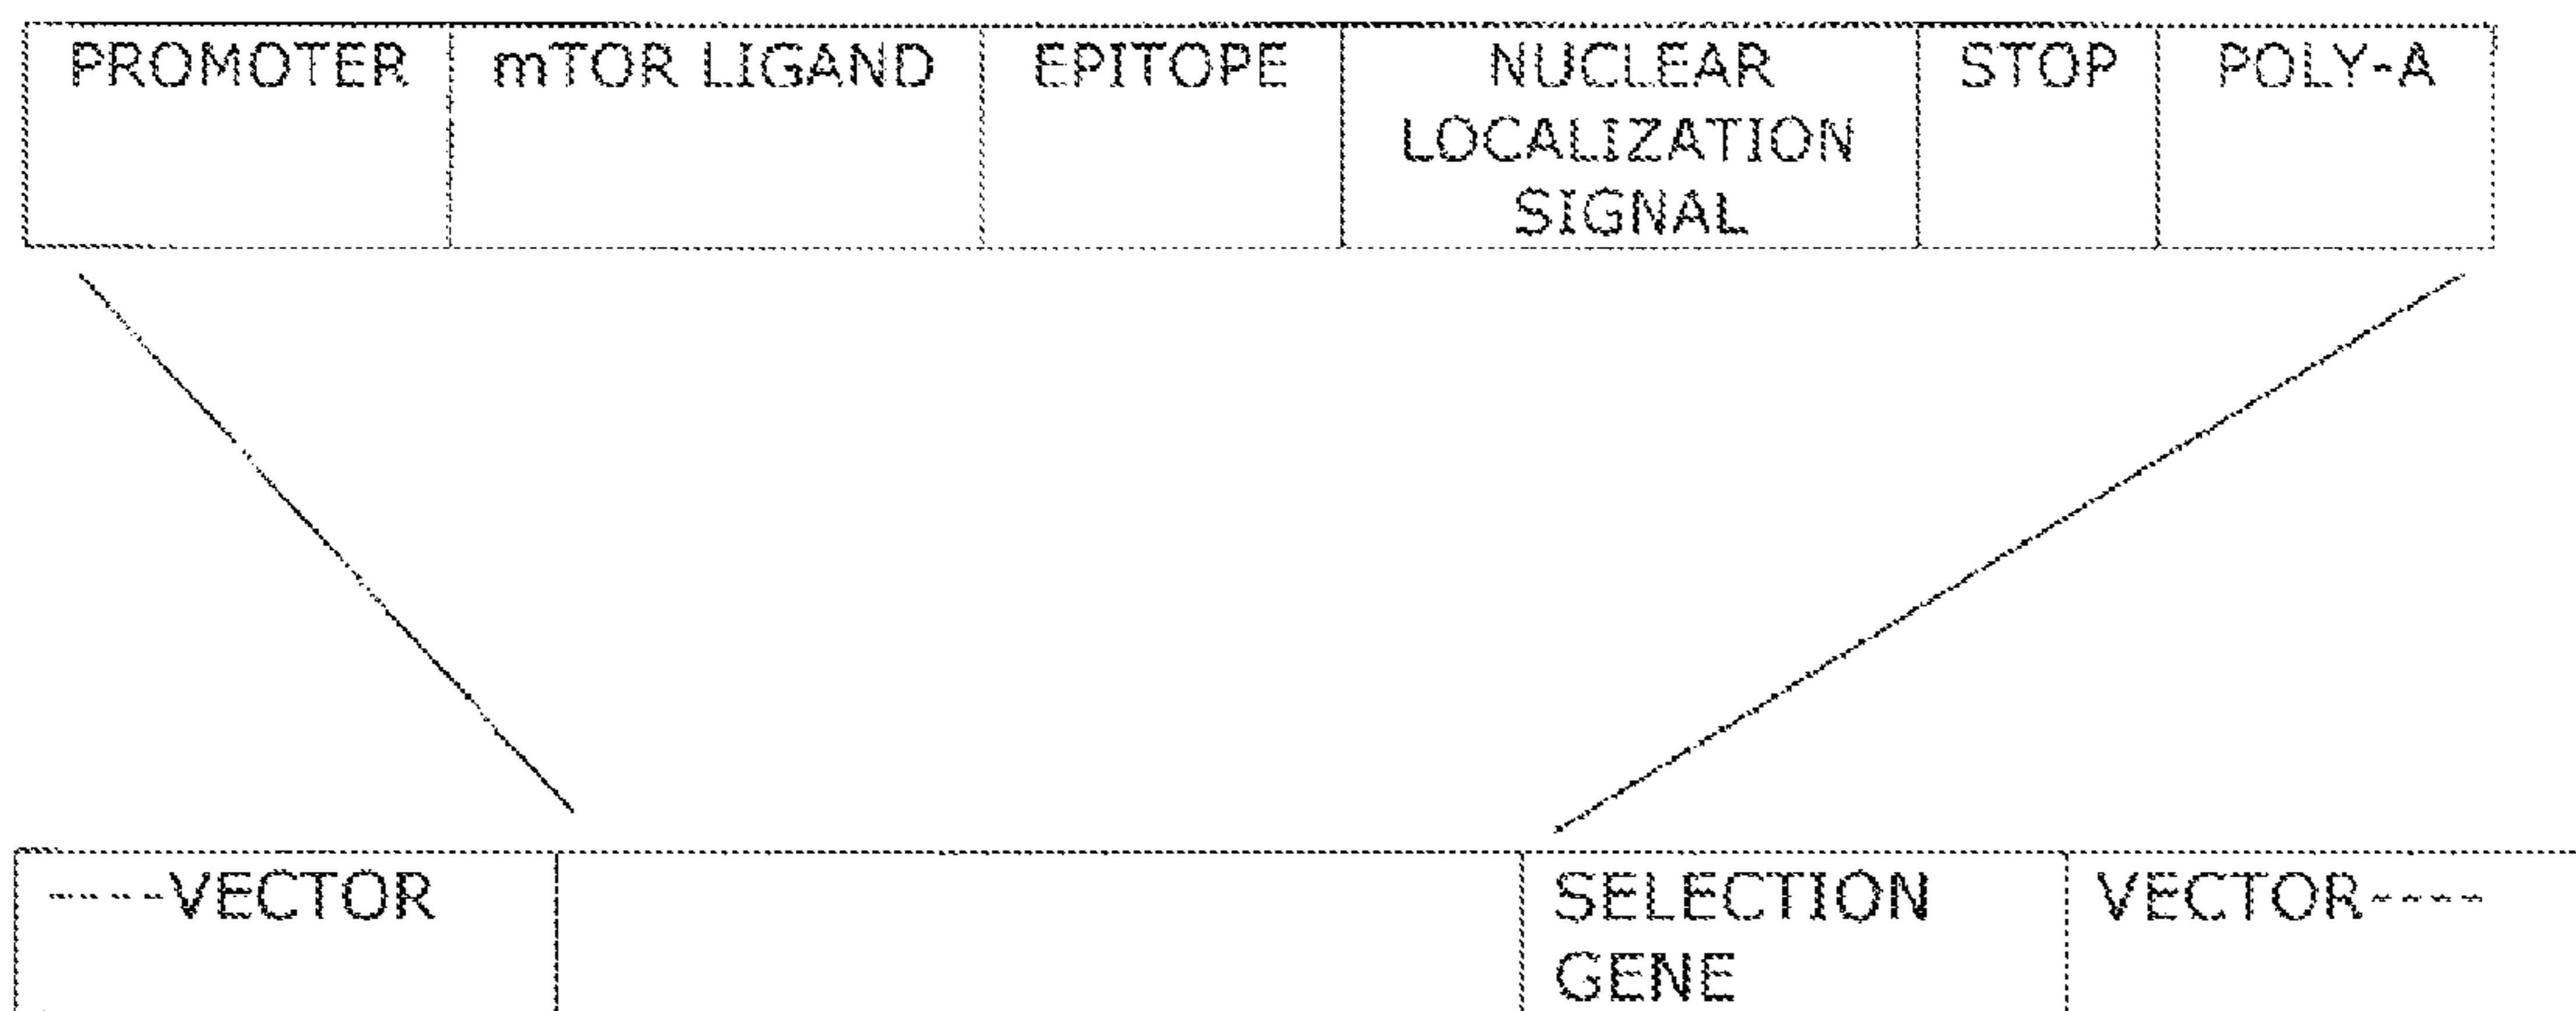 PROMOTER mTOR LIGAND EPITOPE NUCLEAR LOCALIZATION SIGNAL STOP POLY-A
----VECTOR SELECTION GENE VECTOR----